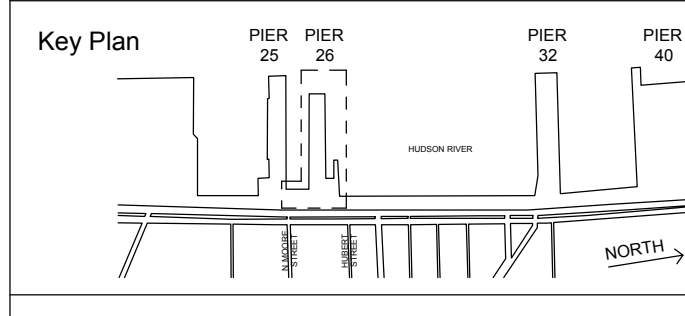 Key Plan
PIER
25
PIER
26
PIER
32
PIER
40
HUDSON RIVER
N MOORE
STREET
HUBERT
STREET
NORTH